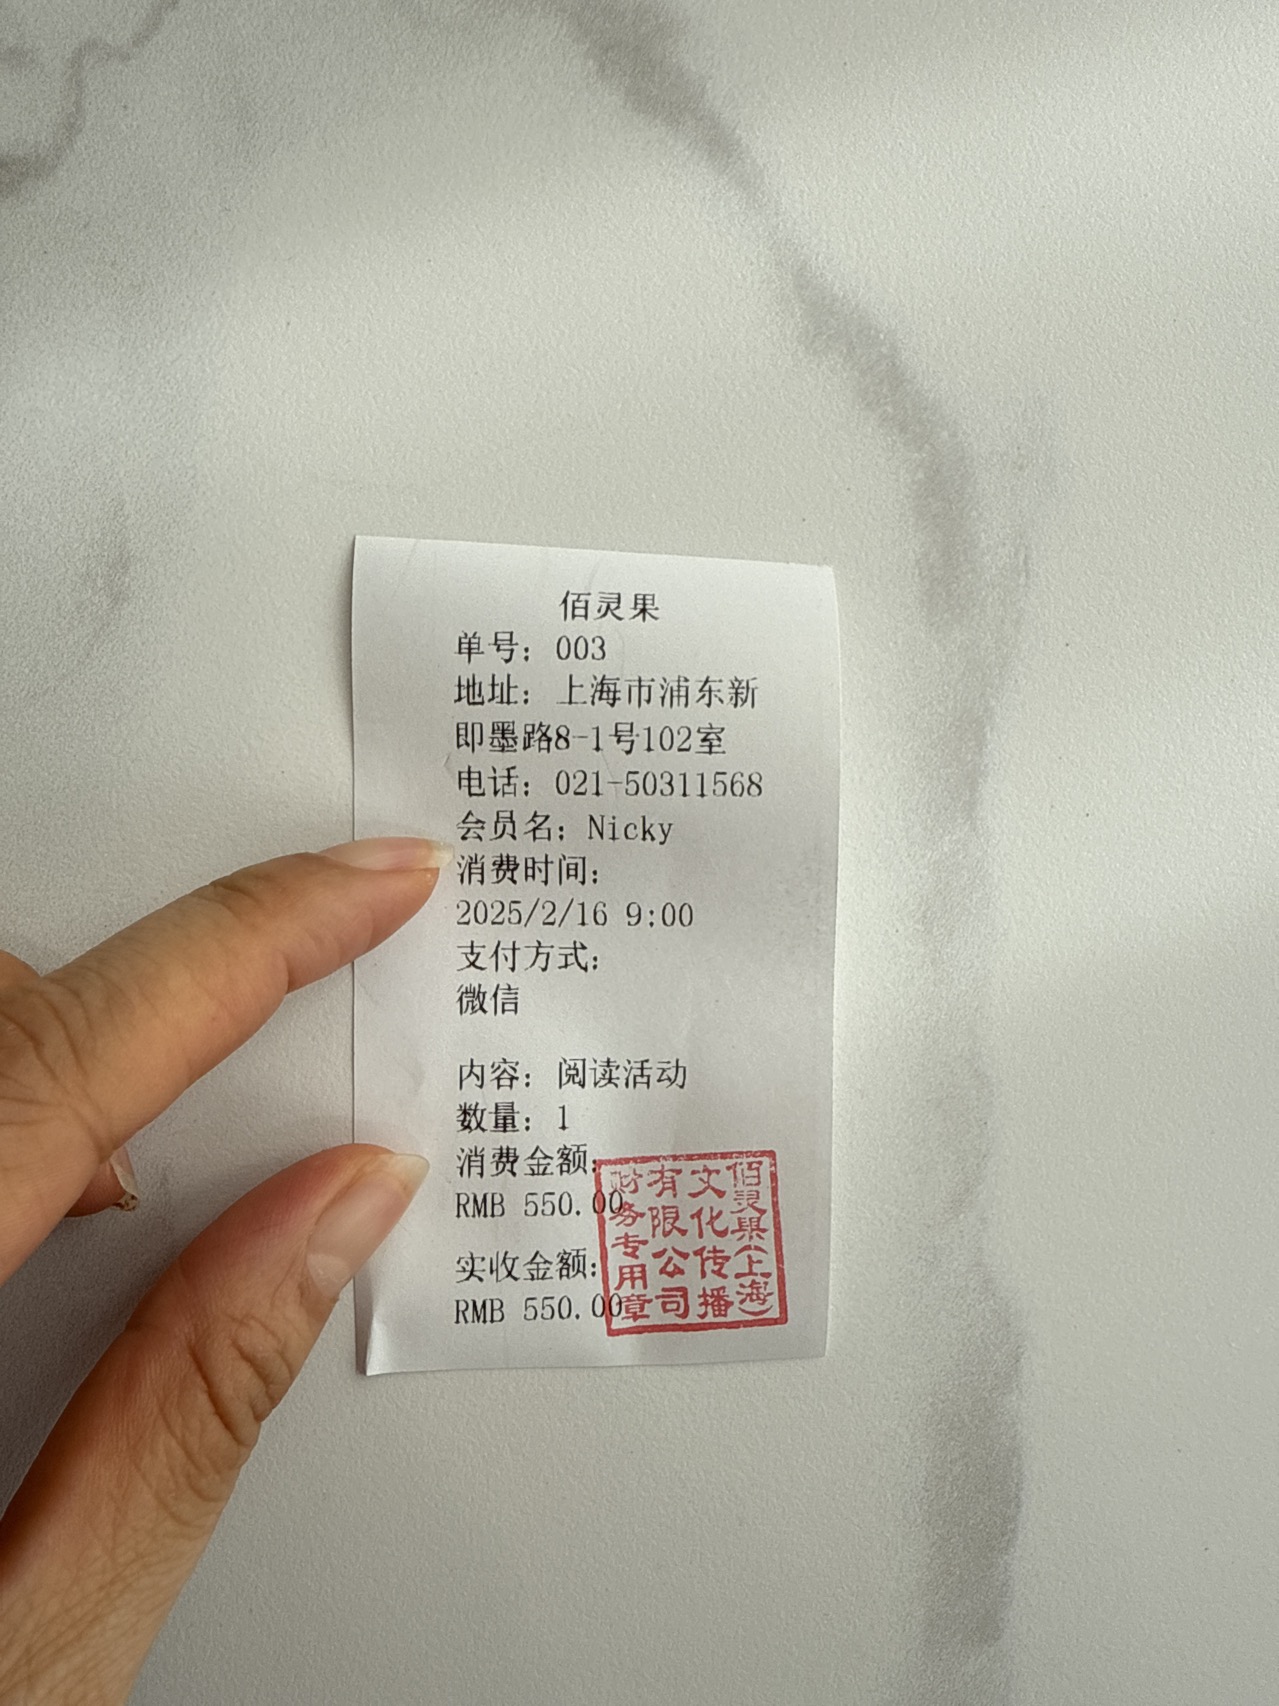 佰灵果
单号：003
地址：上海市浦东新
即墨路8-1号102室
电话：021-50311568
会员名：Nicky
消费时间：
2025/2/16 9:00
支付方式：
微信
内容：阅读活动
数量：1
消费金额：
RMB 550.00
实收金额：
RMB 550.00
佰灵果（上海）
文化传播
有限公司
财务专用章